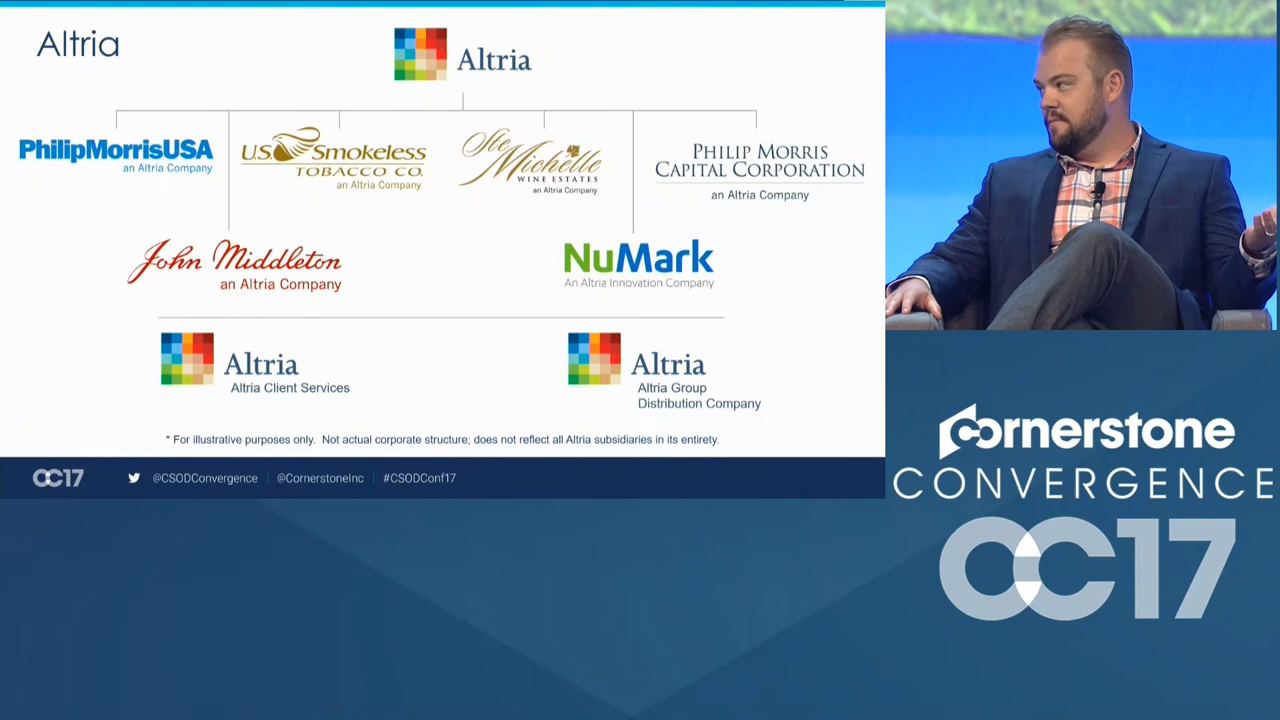 Altria
Altria
PhilipMorrisUSA
an Altria Company
U.S. Smokeless
TOBACCO CO.
an Altria Company
Ste
Michelle
WINE ESTATES
an Altria Company
PHILIP MORRIS
CAPITAL CORPORATION
an Altria Company
John Middleton
an Altria Company
NuMark
An Altria Innovation Company
Altria
Altria Client Services
Altria
Altria Group
Distribution Company
* For illustrative purposes only. Not actual corporate structure; does not reflect all Altria subsidiaries in its entirety.
OC17
@CSODConvergence | @CornerstoneInc | #CSODConf17
Cornerstone
CONVERGENCE
OC17